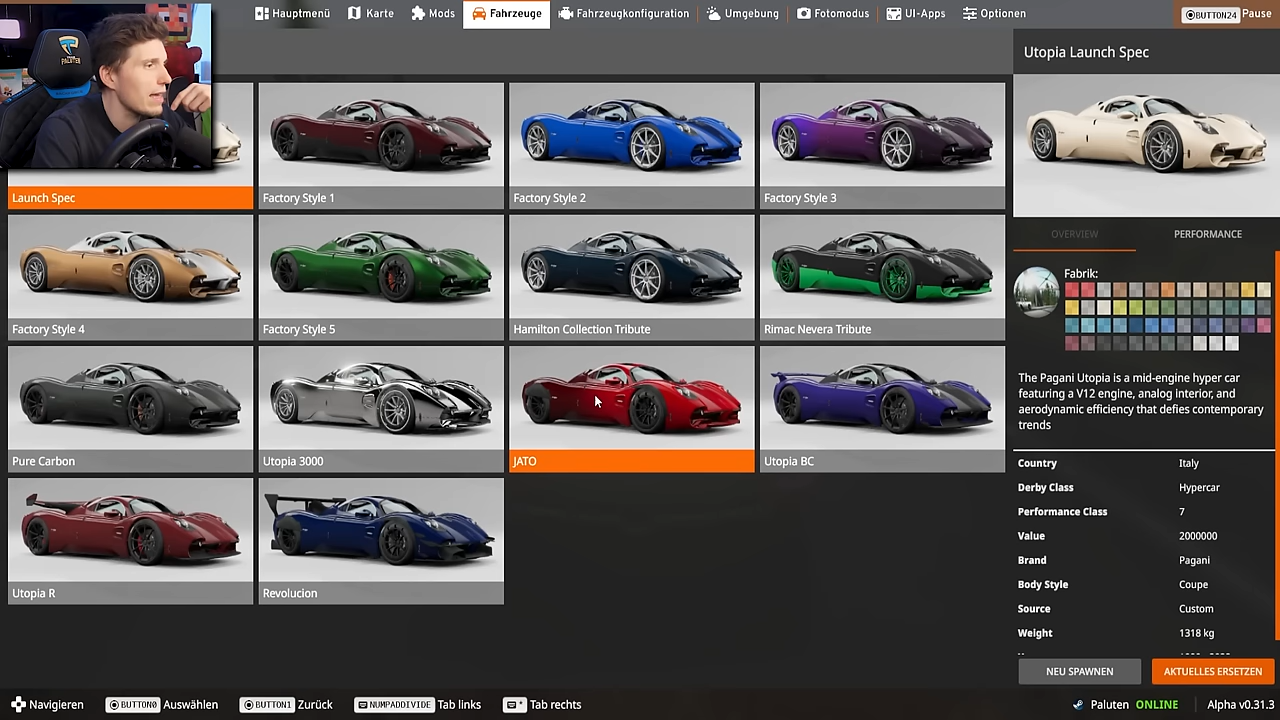 Hauptmenü
Karte
Mods
Fahrzeuge
Fahrzeugkonfiguration
Umgebung
Fotomodus
UI-Apps
Optionen
BUTTON24 Pause
PALUTEN
Utopia Launch Spec
Launch Spec
Factory Style 1
Factory Style 2
Factory Style 3
Factory Style 4
Factory Style 5
Hamilton Collection Tribute
Rimac Nevera Tribute
Pure Carbon
Utopia 3000
JATO
Utopia BC
Utopia R
Revolucion
OVERVIEW
PERFORMANCE
Fabrik:
The Pagani Utopia is a mid-engine hyper car
featuring a V12 engine, analog interior, and
aerodynamic efficiency that defies contemporary
trends
Country Italy
Derby Class Hypercar
Performance Class 7
Value 2000000
Brand Pagani
Body Style Coupe
Source Custom
Weight 1318 kg
NEU SPAWNEN
AKTUELLES ERSETZEN
Navigieren
BUTTON0 Auswählen
BUTTON1 Zurück
NUMPADDIVIDE Tab links
* Tab rechts
Paluten ONLINE
Alpha v0.31.3